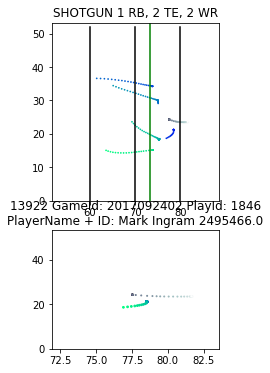 SHOTGUN 1 RB, 2 TE, 2 WR
50
40
30
20
10
0
60 70 80
13922 GameId: 2017092402 PlayId: 1846
PlayerName + ID: Mark Ingram 2495466.0
40
20
0
72.5 75.0 77.5 80.0 82.5